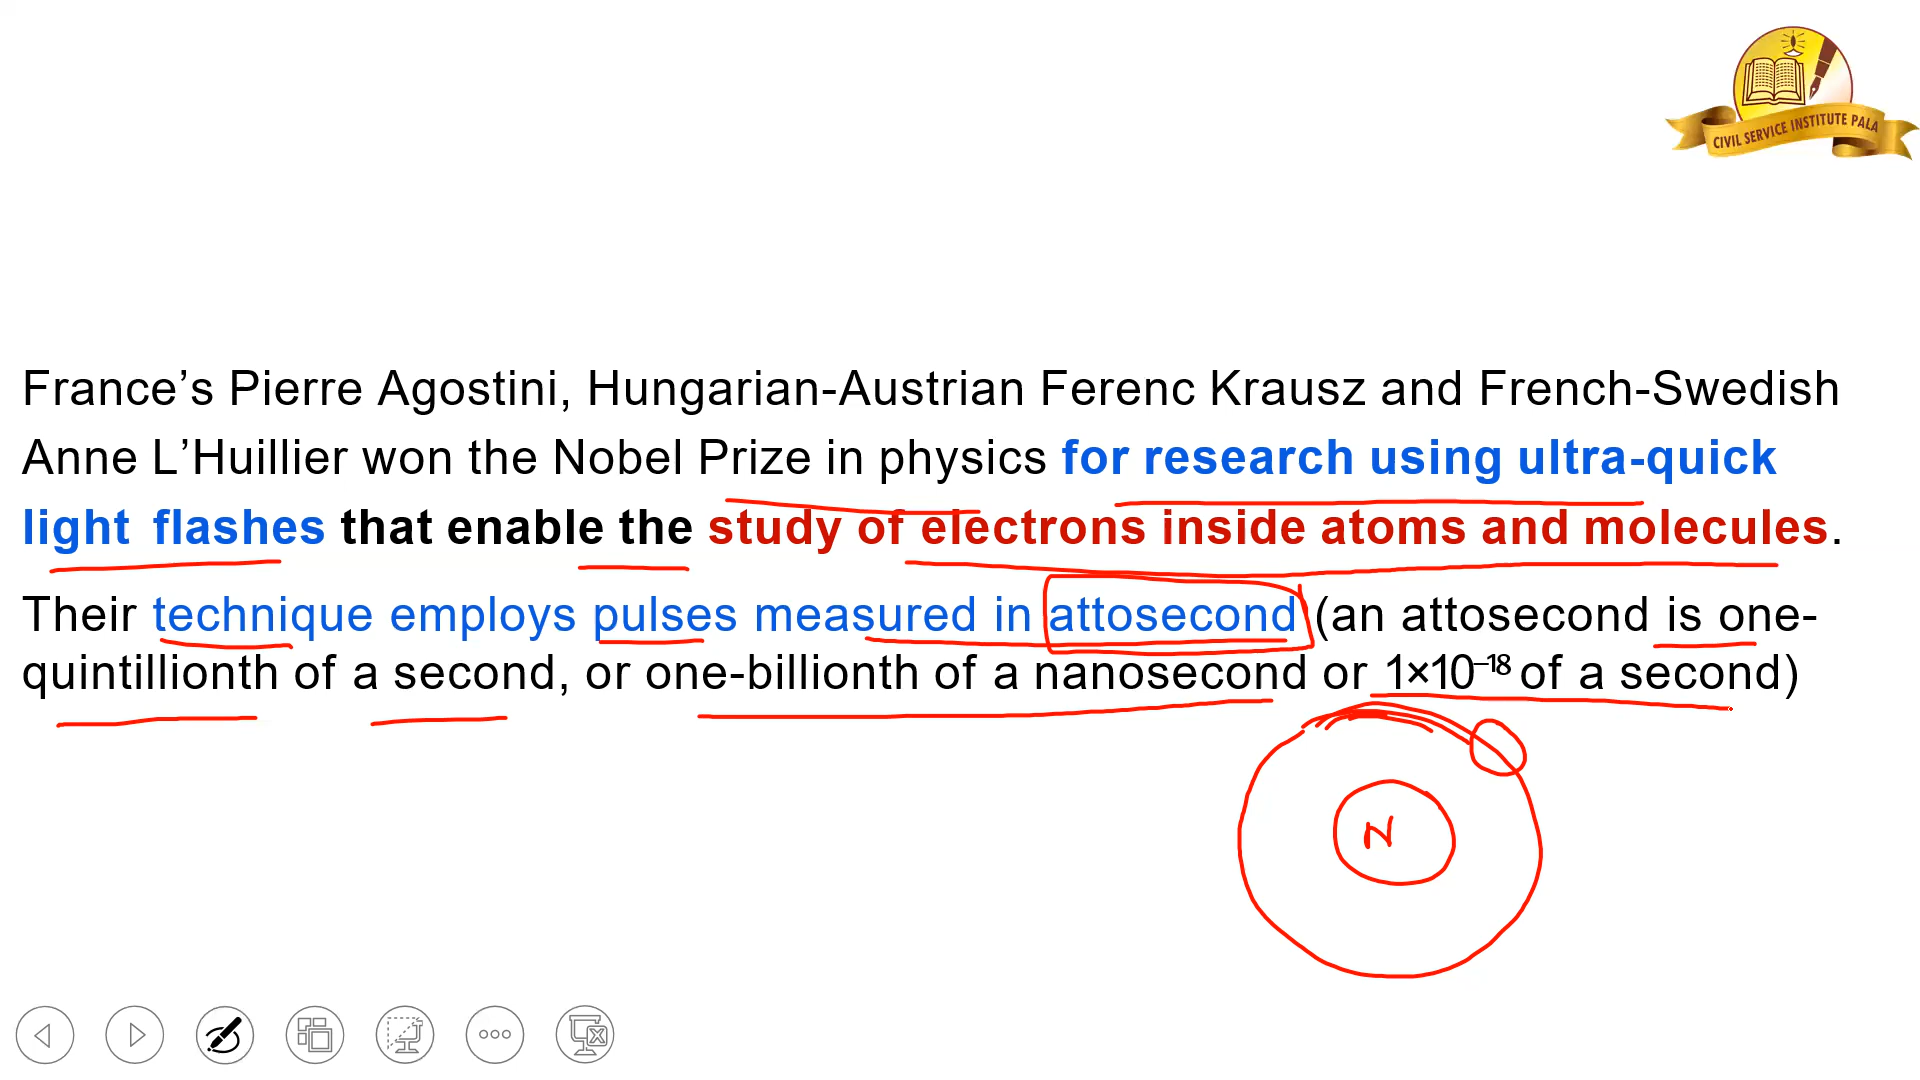 CIVIL SERVICE INSTITUTE PALA
France’s Pierre Agostini, Hungarian-Austrian Ferenc Krausz and French-Swedish
Anne L’Huillier won the Nobel Prize in physics for research using ultra-quick
light flashes that enable the study of electrons inside atoms and molecules.
Their technique employs pulses measured in attosecond (an attosecond is one-
quintillionth of a second, or one-billionth of a nanosecond or 1×10⁻¹⁸ of a second)
N